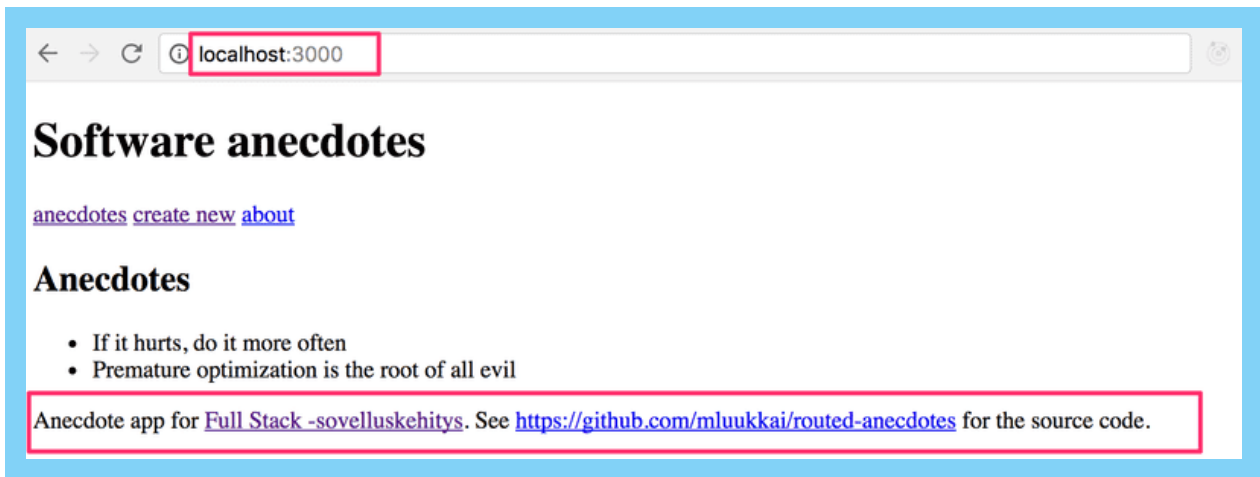 localhost:3000
Software anecdotes
anecdotes create new about
Anecdotes
• If it hurts, do it more often
• Premature optimization is the root of all evil
Anecdote app for Full Stack -sovelluskehitys. See https://github.com/mluukkai/routed-anecdotes for the source code.